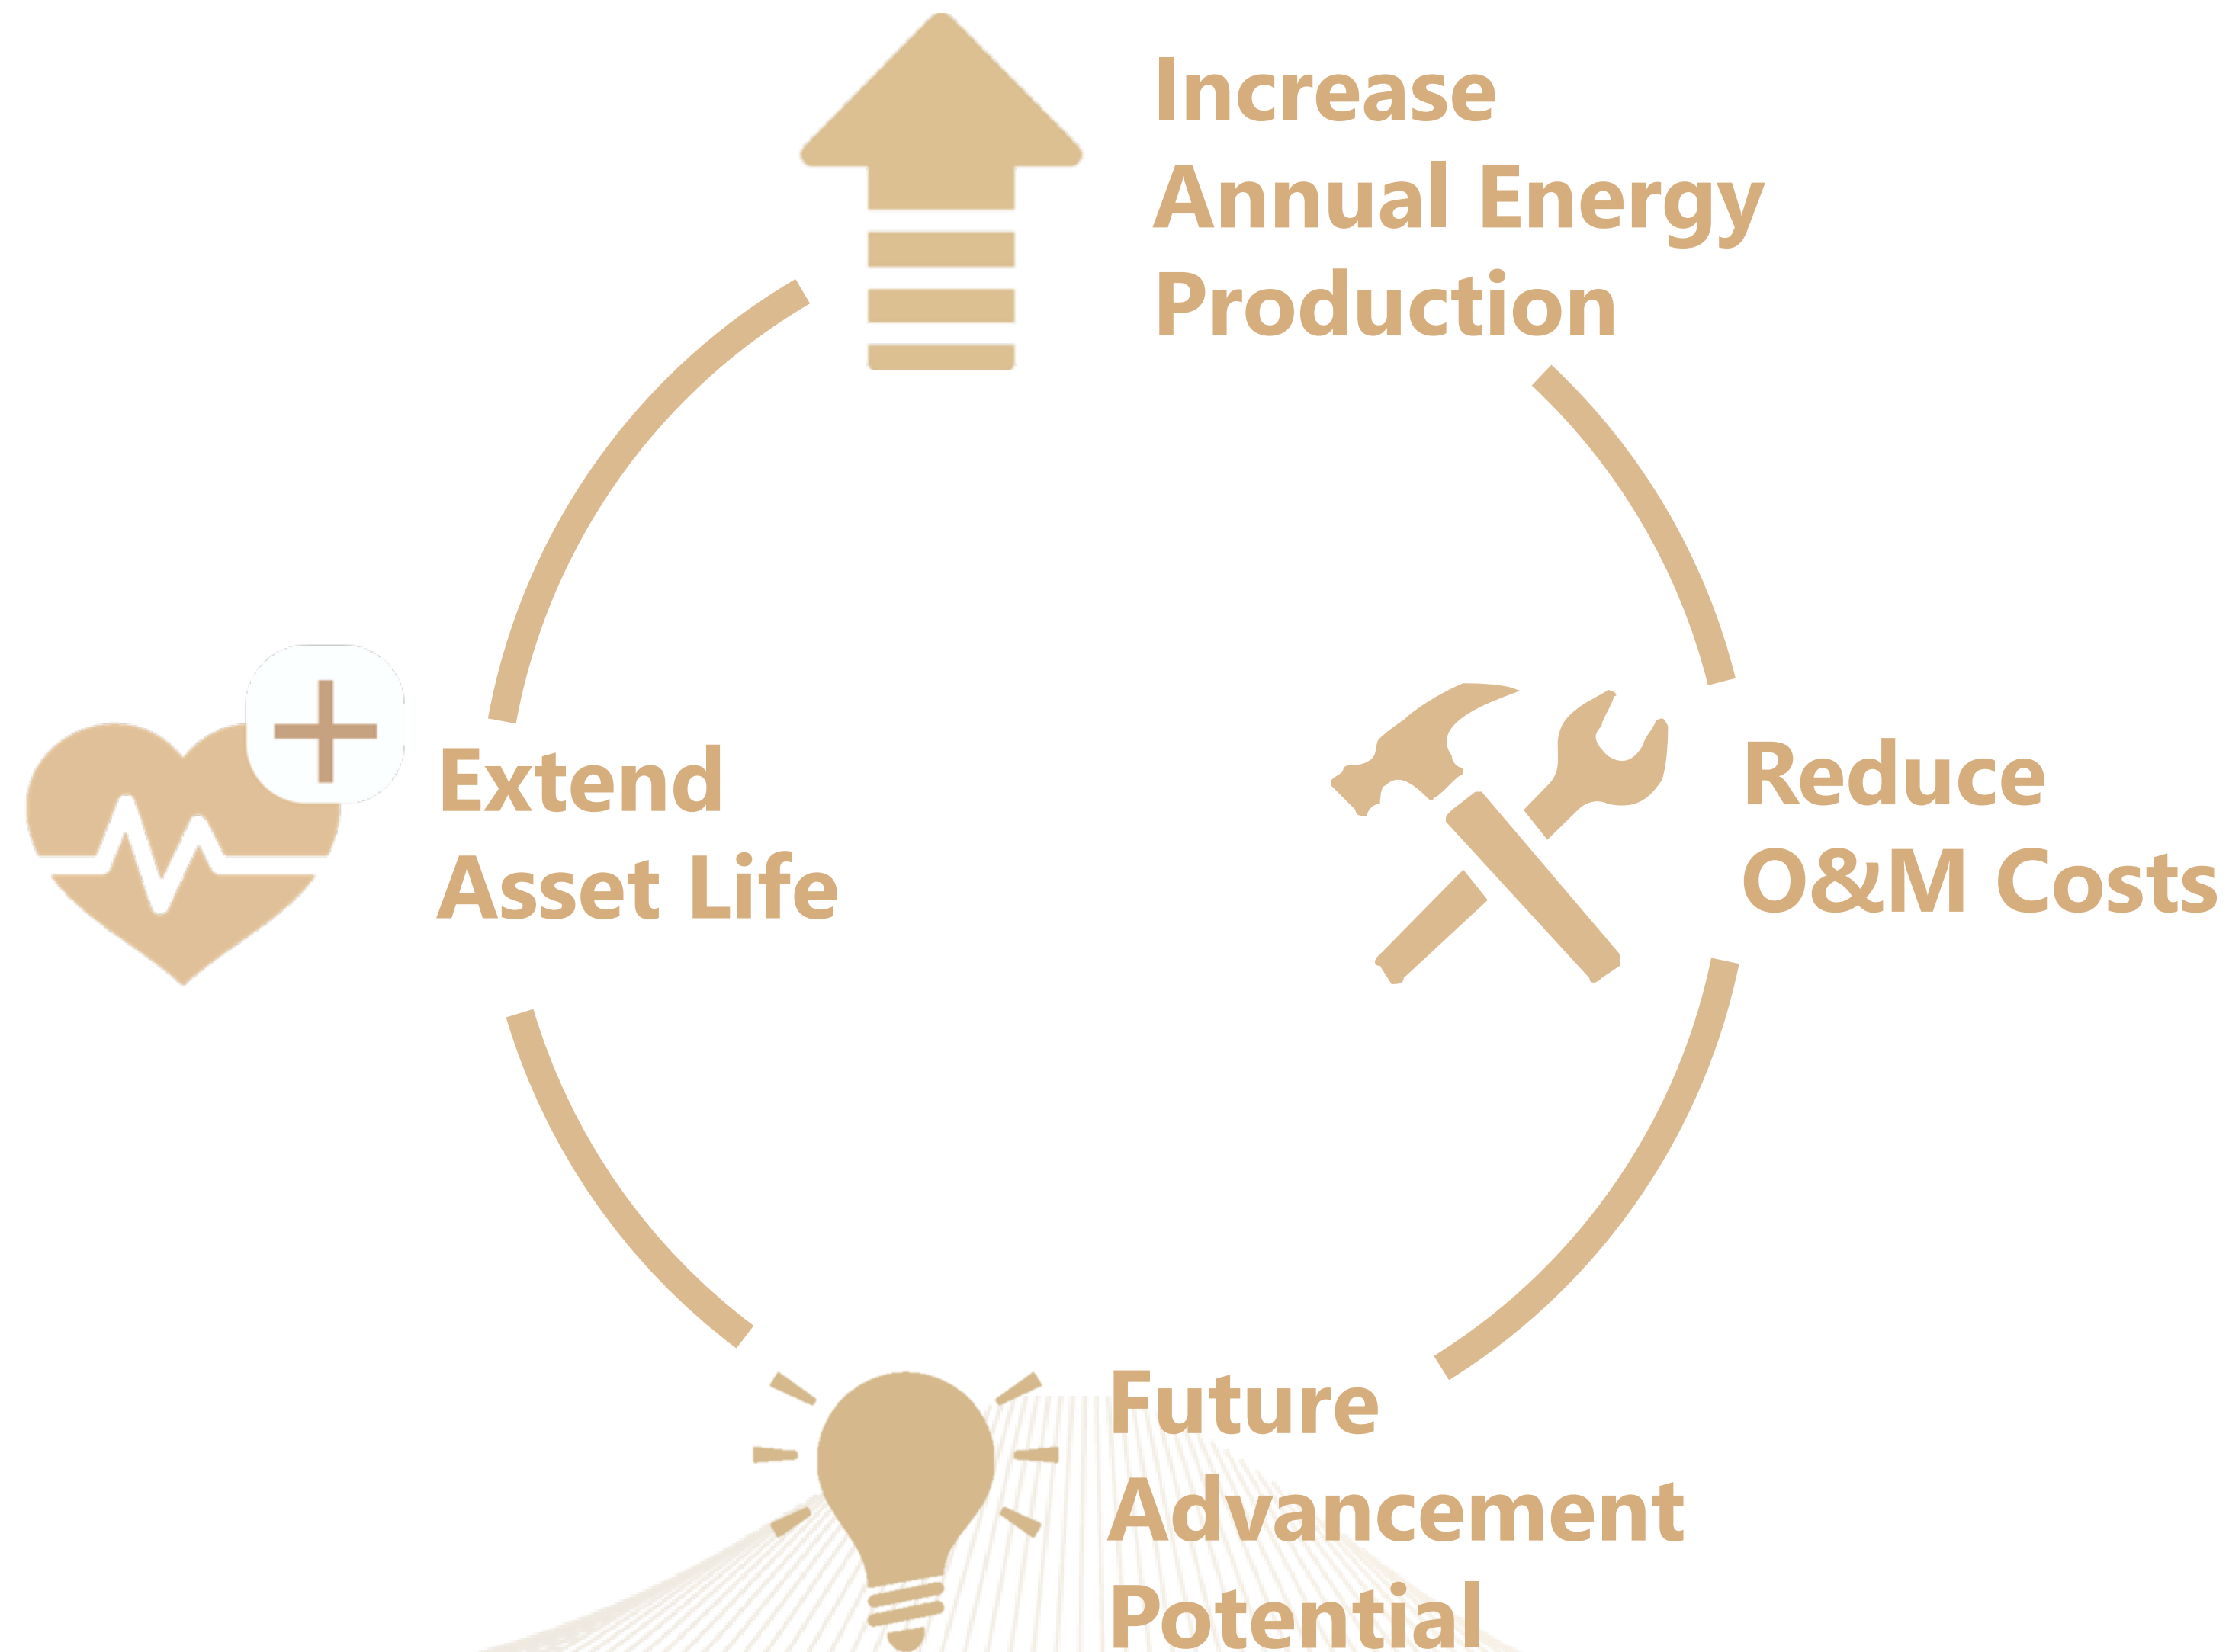 Increase
Annual Energy
Production
Extend
Asset Life
Reduce
O&M Costs
Future
Advancement
Potential